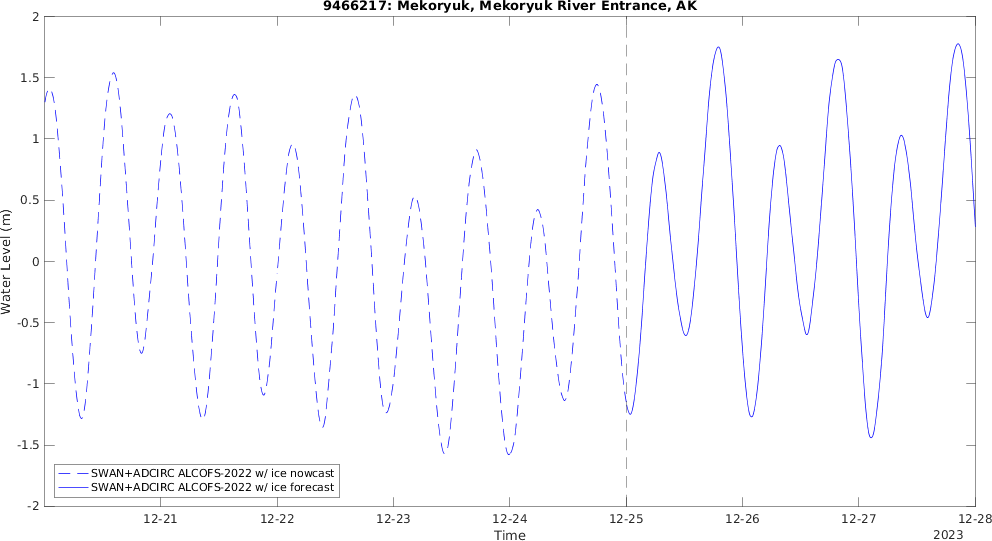 9466217: Mekoryuk, Mekoryuk River Entrance, AK
2
1.5
1
0.5
0
-0.5
-1
-1.5
-2
Water Level (m)
SWAN+ADCIRC ALCOFS-2022 w/ ice nowcast
SWAN+ADCIRC ALCOFS-2022 w/ ice forecast
12-21 12-22 12-23 12-24 12-25 12-26 12-27 12-28
Time
2023